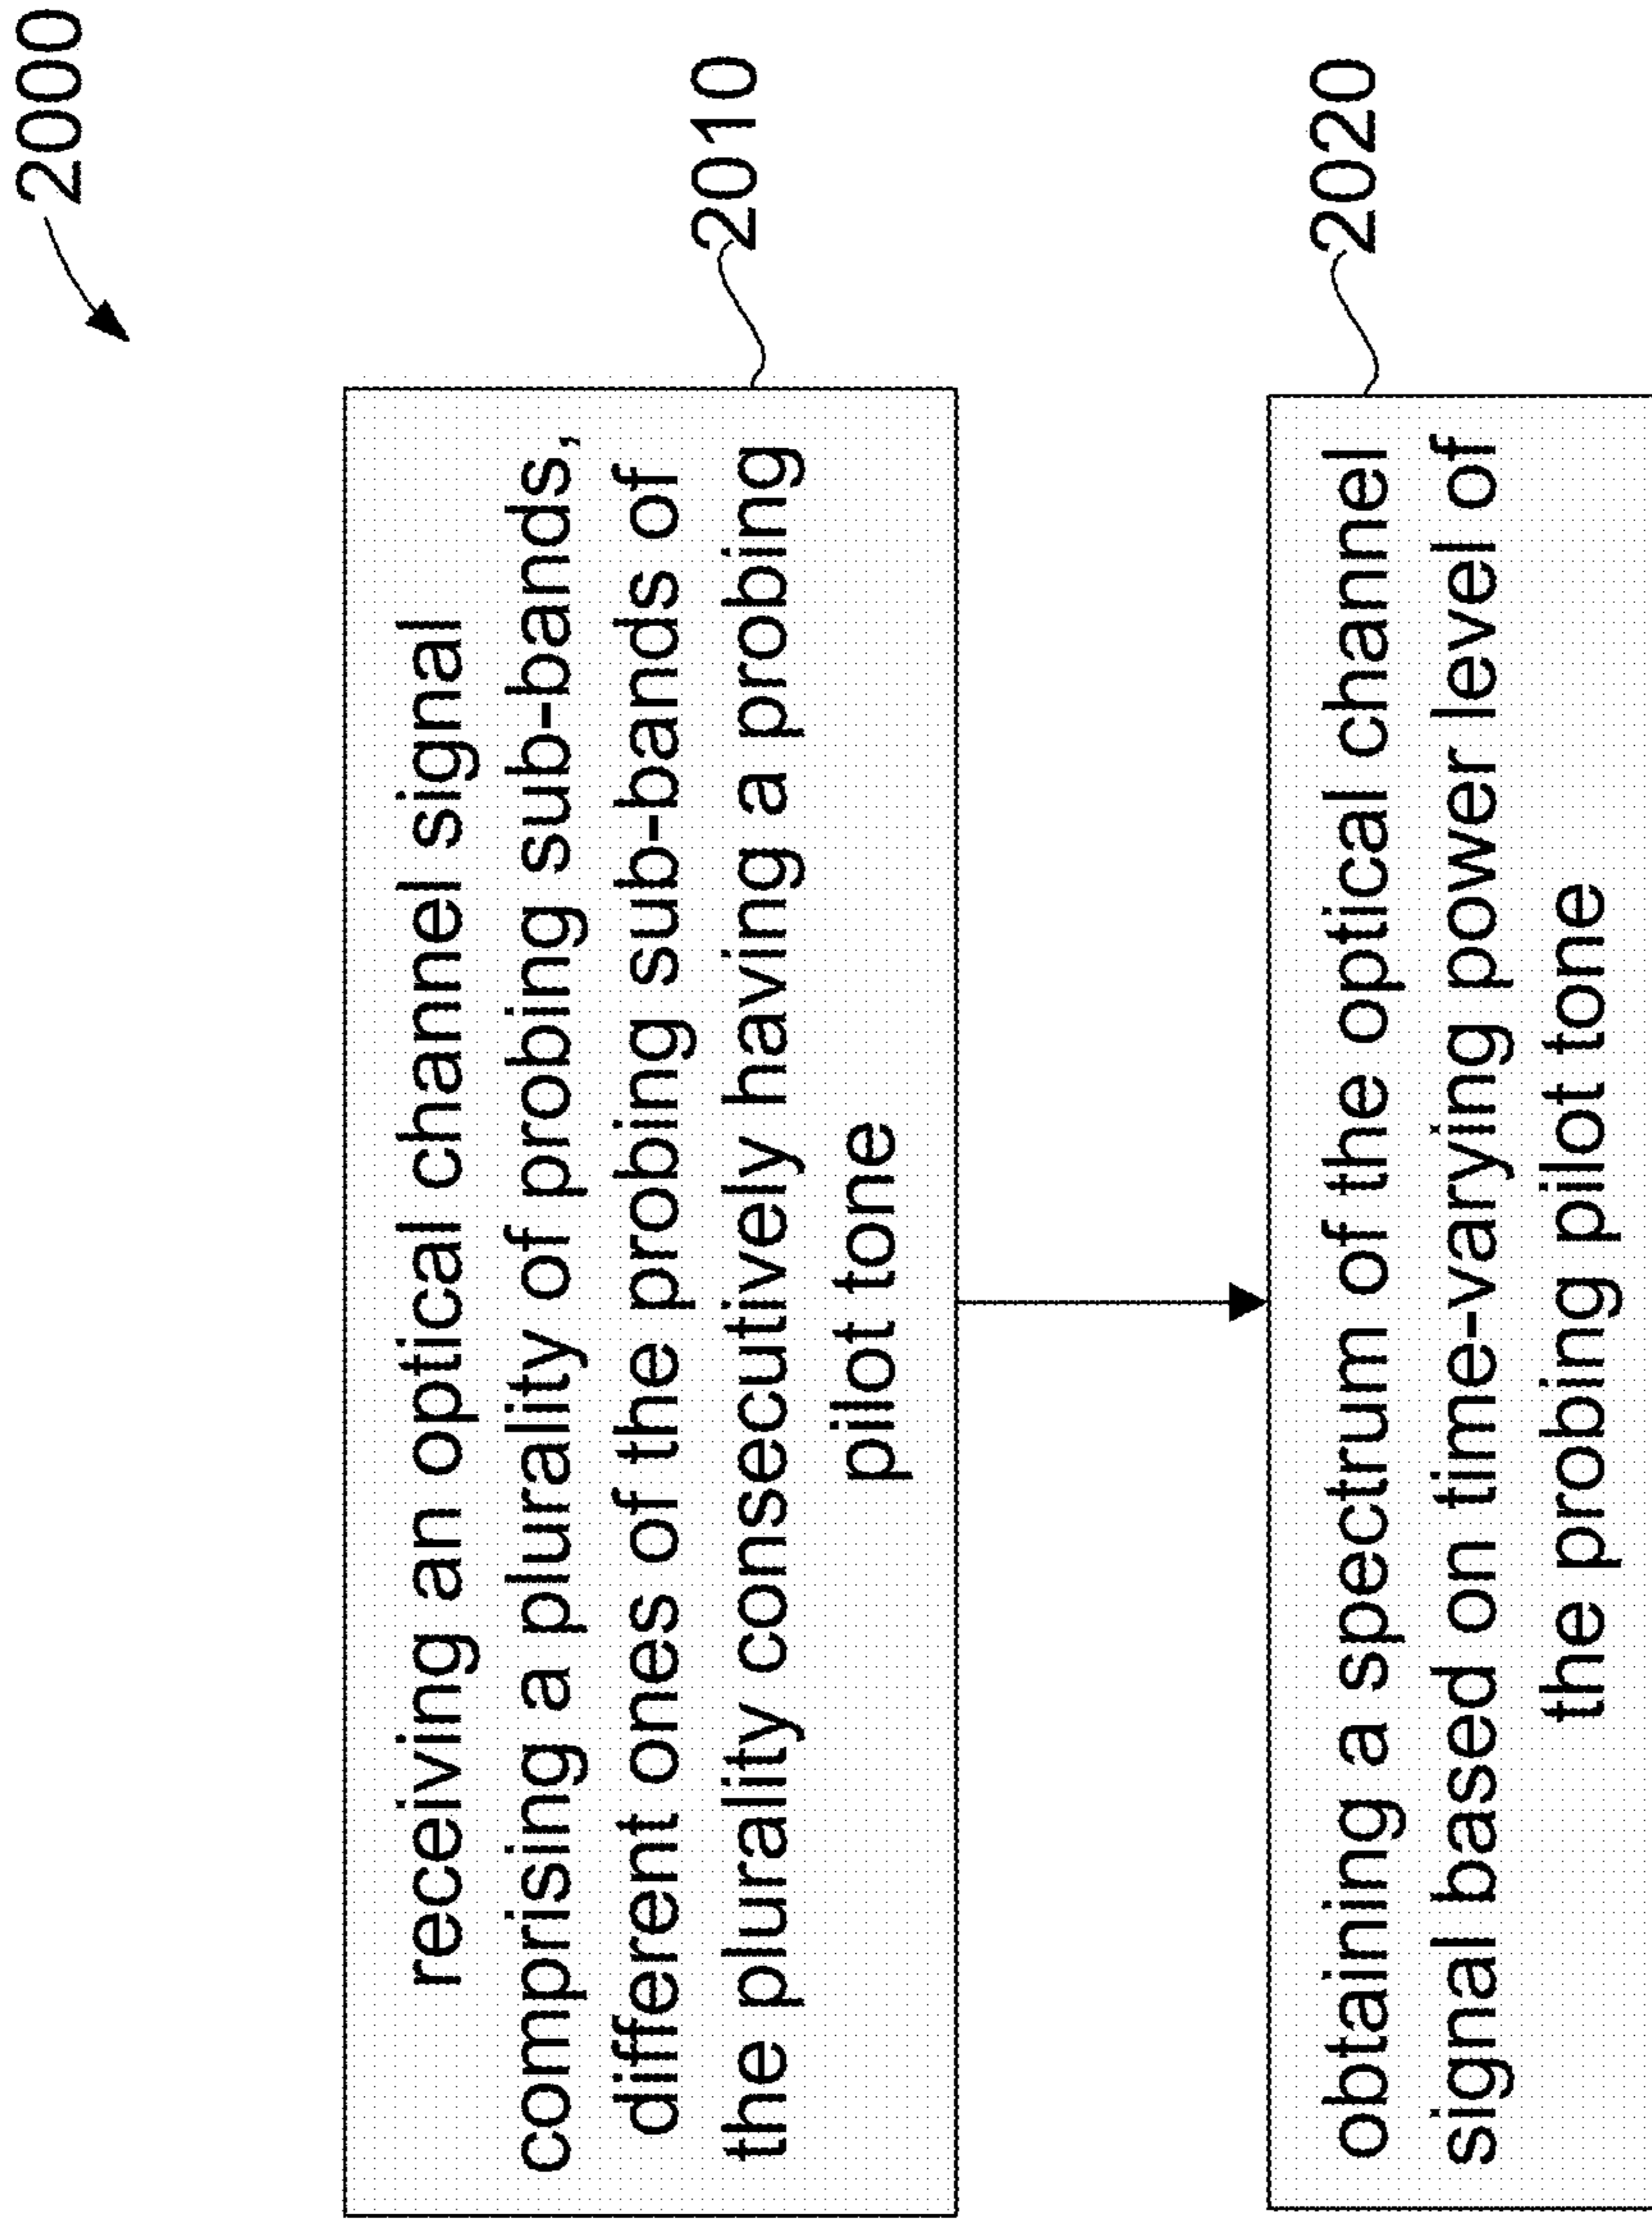 2000
receiving an optical channel signal
comprising a plurality of probing sub-bands,
different ones of the probing sub-bands of
the plurality consecutively having a probing
pilot tone
2010
obtaining a spectrum of the optical channel
signal based on time-varying power level of
the probing pilot tone
2020